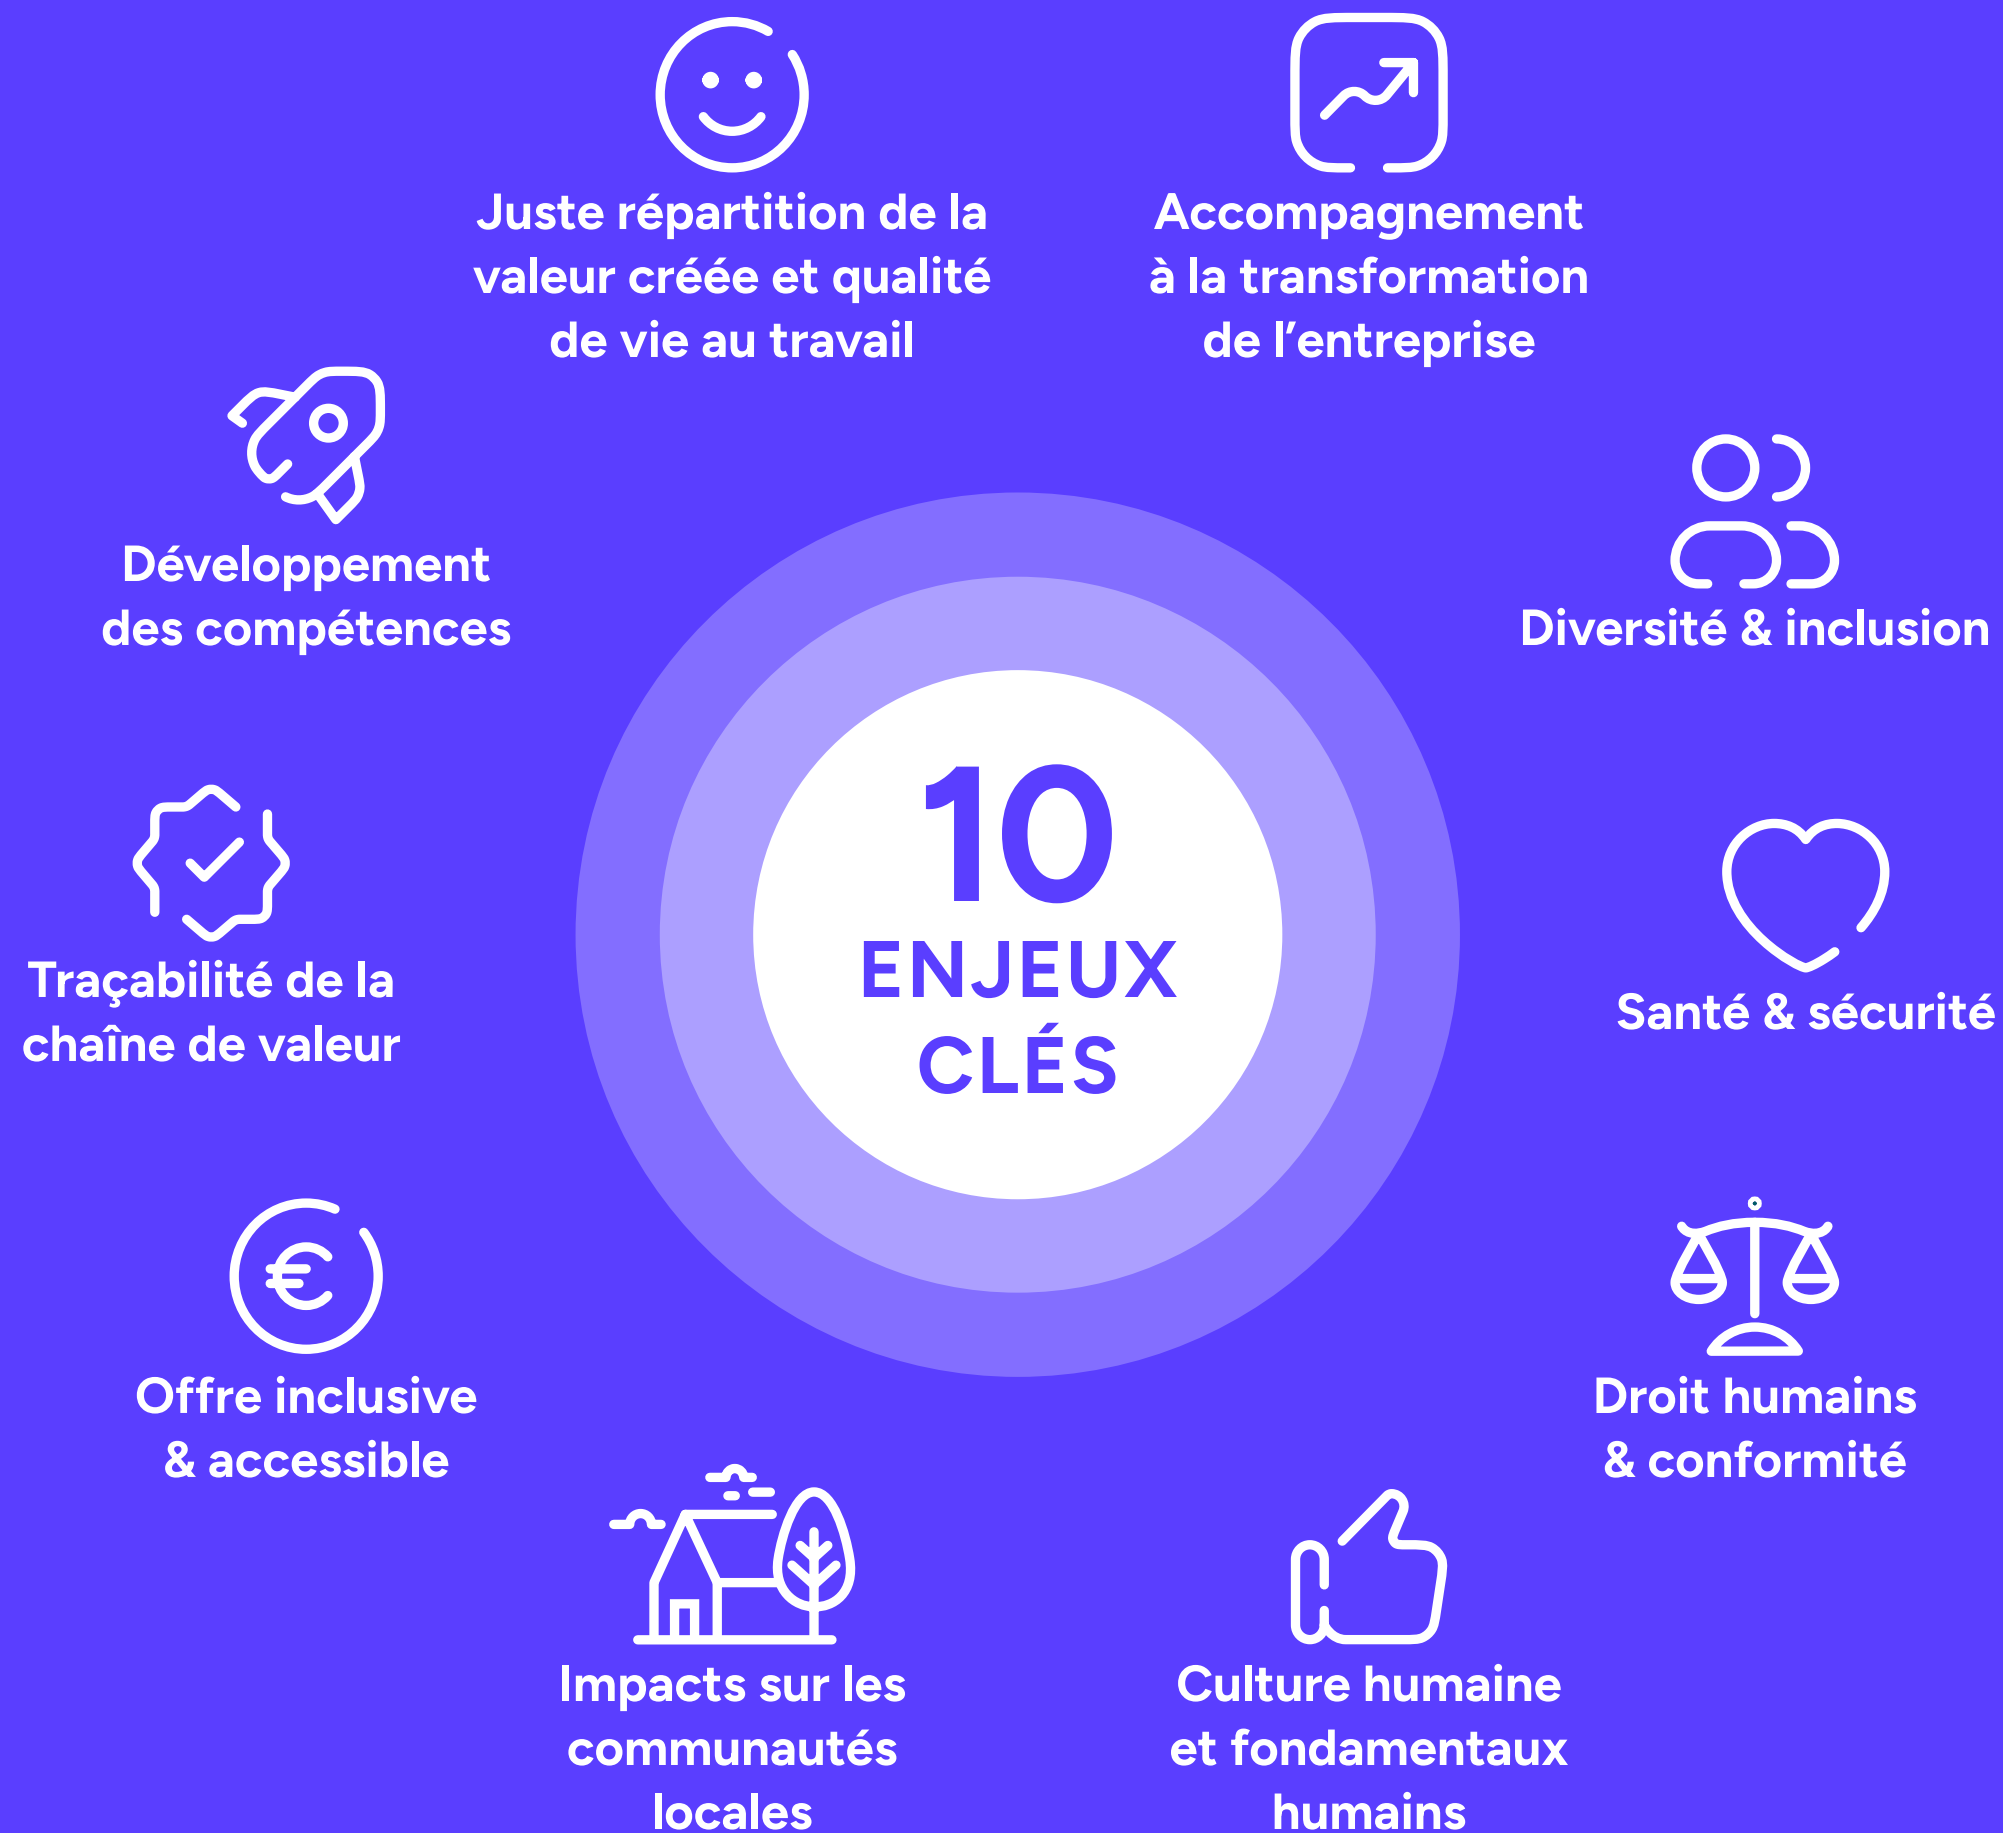 Juste répartition de la
valeur créée et qualité
de vie au travail
Accompagnement
à la transformation
de l’entreprise
Développement
des compétences
Diversité & inclusion
10
ENJEUX
CLÉS
Traçabilité de la
chaîne de valeur
Santé & sécurité
Offre inclusive
& accessible
Droit humains
& conformité
Impacts sur les
communautés
locales
Culture humaine
et fondamentaux
humains